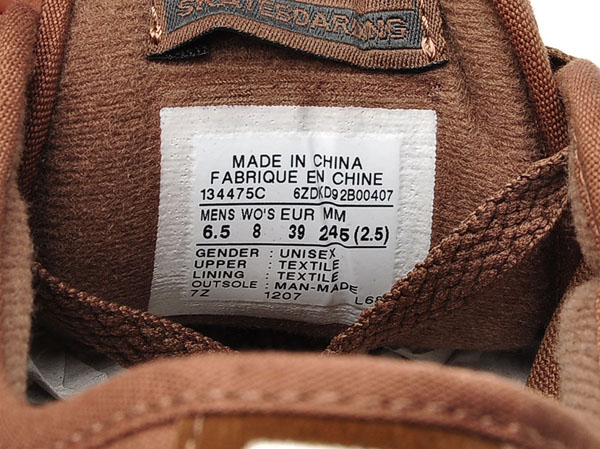 SKATEBOARDING
MADE IN CHINA
FABRIQUE EN CHINE
134475C 6ZDKD92B00407
MENS WO'S EUR MM
6.5 8 39 245 (2.5)
GENDER : UNISEX
UPPER : TEXTILE
LINING : TEXTILE
OUTSOLE : MAN-MADE
7Z 1207